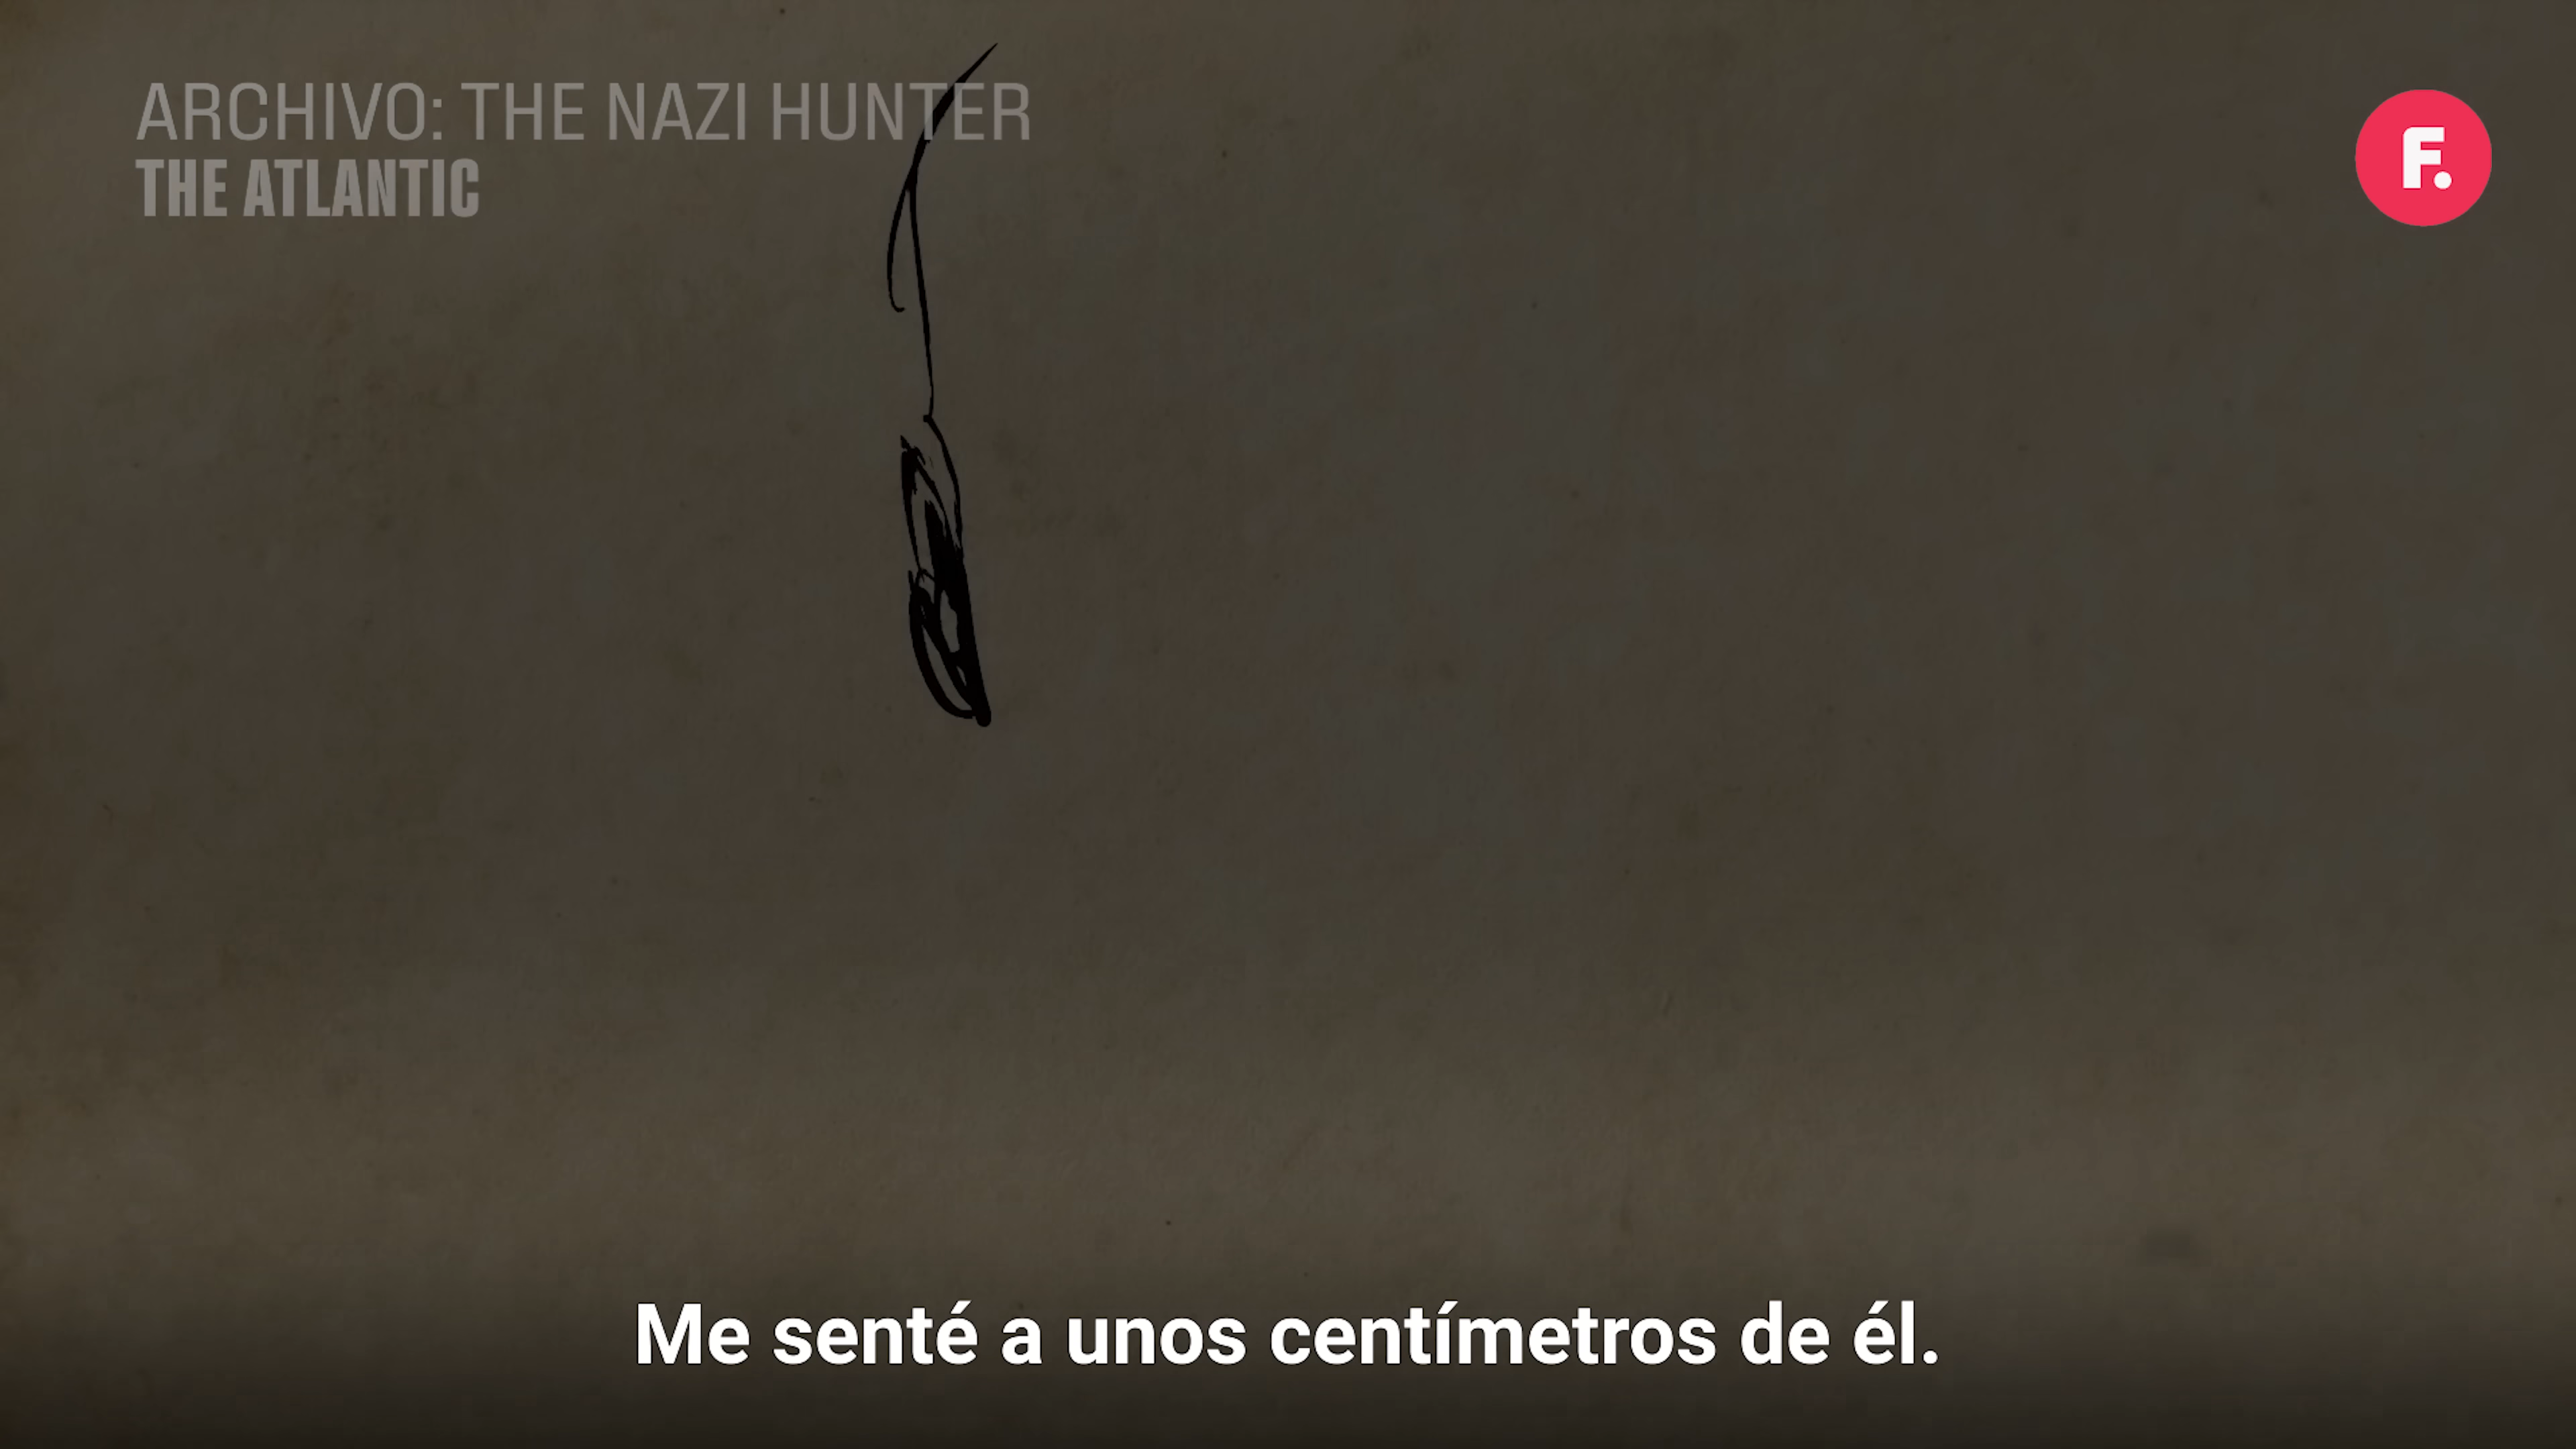 ARCHIVO: THE NAZI HUNTER
THE ATLANTIC
F.
Me senté a unos centímetros de él.